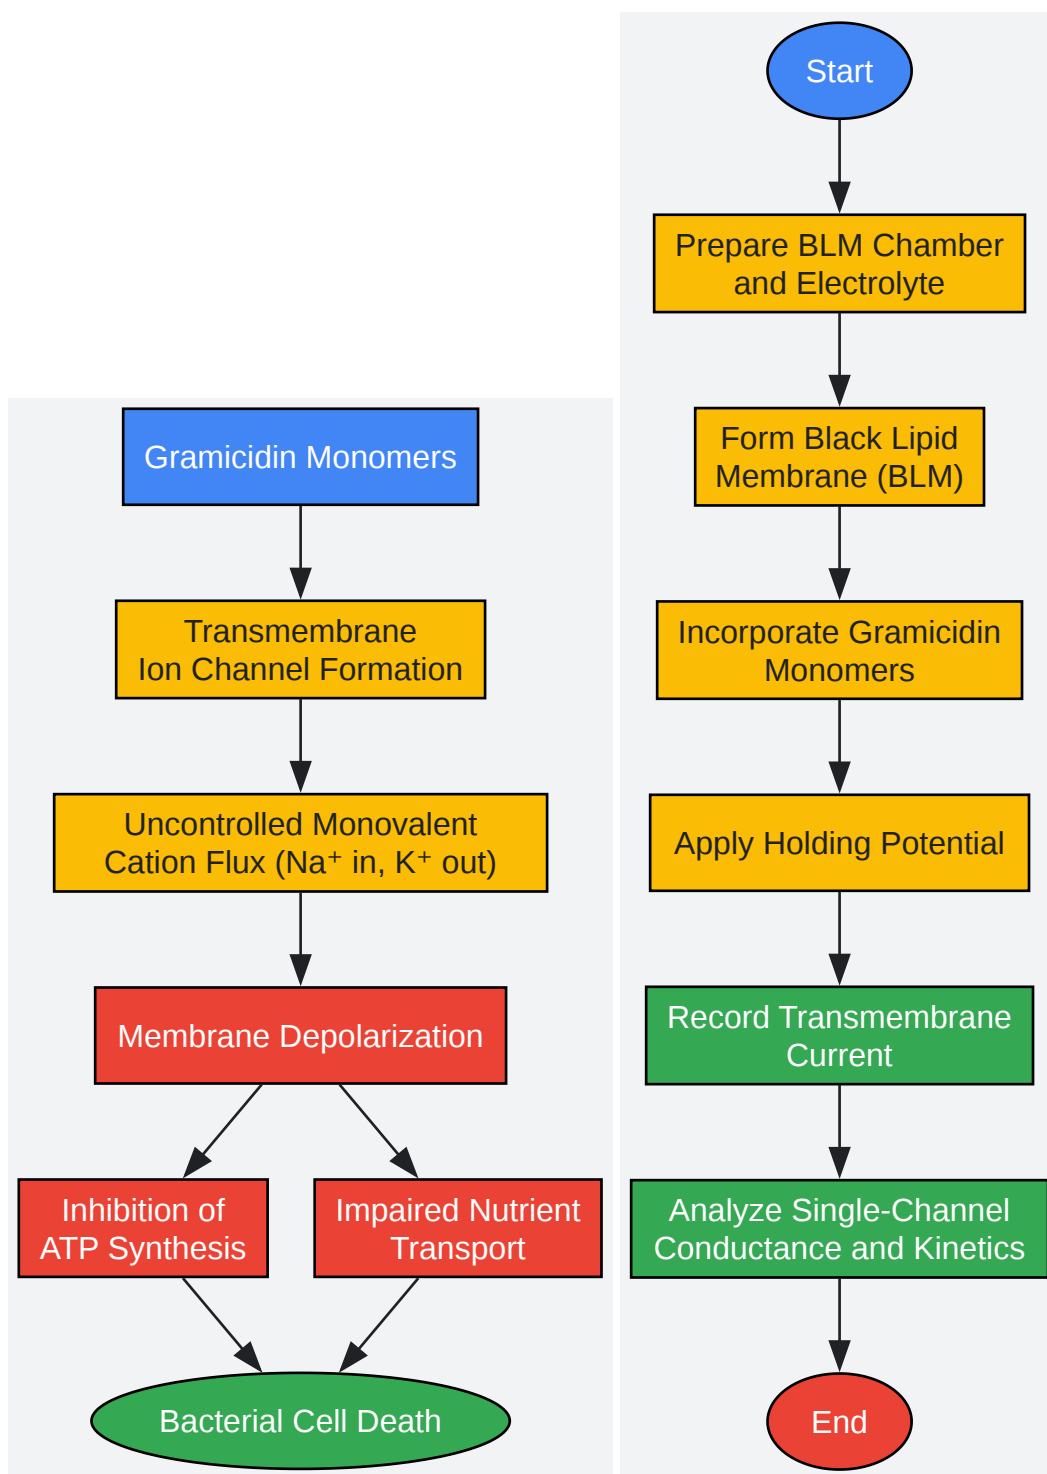 Gramicidin Monomers
Transmembrane
Ion Channel Formation
Uncontrolled Monovalent
Cation Flux (Na⁺ in, K⁺ out)
Membrane Depolarization
Inhibition of
ATP Synthesis
Impaired Nutrient
Transport
Bacterial Cell Death
Start
Prepare BLM Chamber
and Electrolyte
Form Black Lipid
Membrane (BLM)
Incorporate Gramicidin
Monomers
Apply Holding Potential
Record Transmembrane
Current
Analyze Single-Channel
Conductance and Kinetics
End